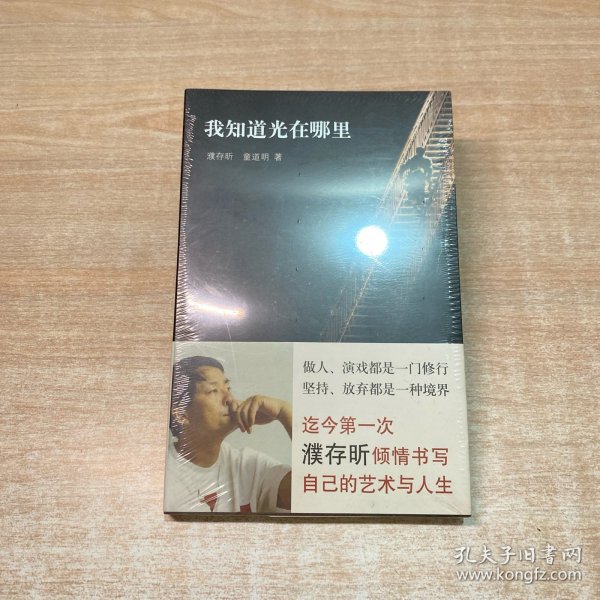 我知道光在哪里
濮存昕 童道明 著
做人、演戏都是一门修行
坚持、放弃都是一种境界
迄今第一次
濮存昕倾情书写
自己的艺术与人生
孔夫子旧书网
www.kongfz.com